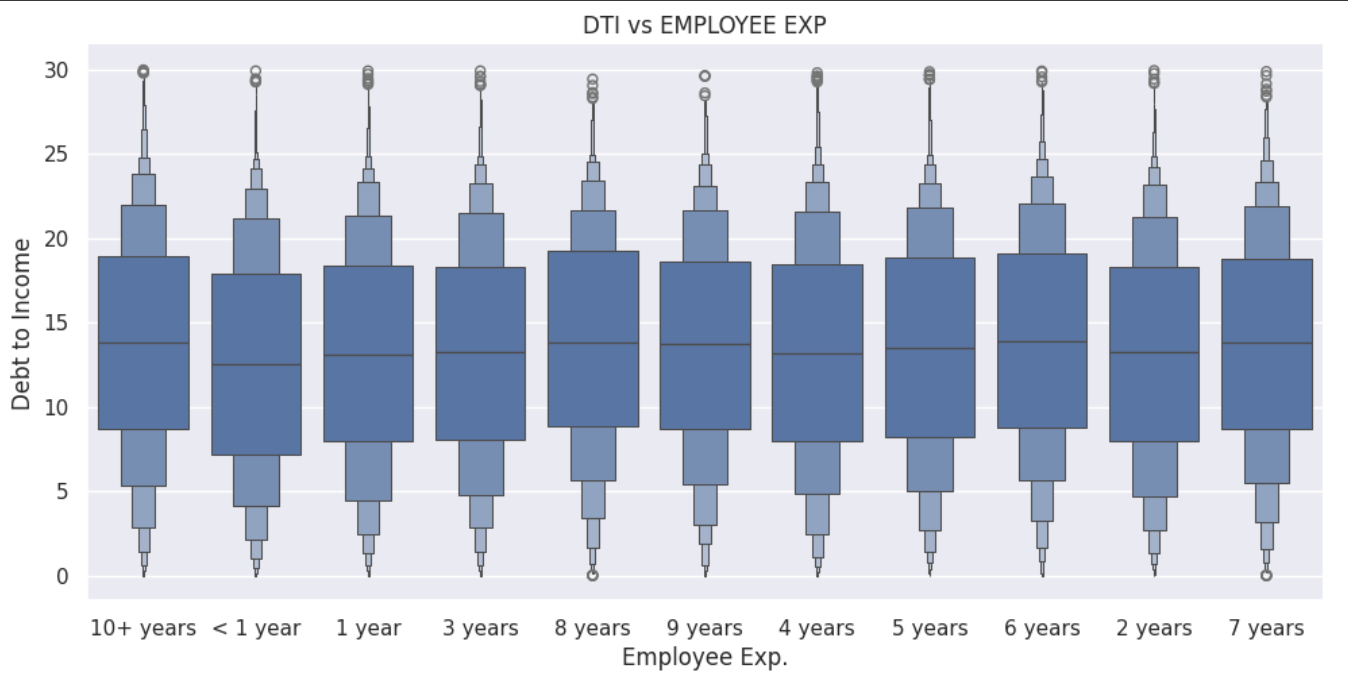 DTI vs EMPLOYEE EXP
Debt to Income
30
25
20
15
10
5
0
10+ years < 1 year 1 year 3 years 8 years 9 years 4 years 5 years 6 years 2 years 7 years
Employee Exp.